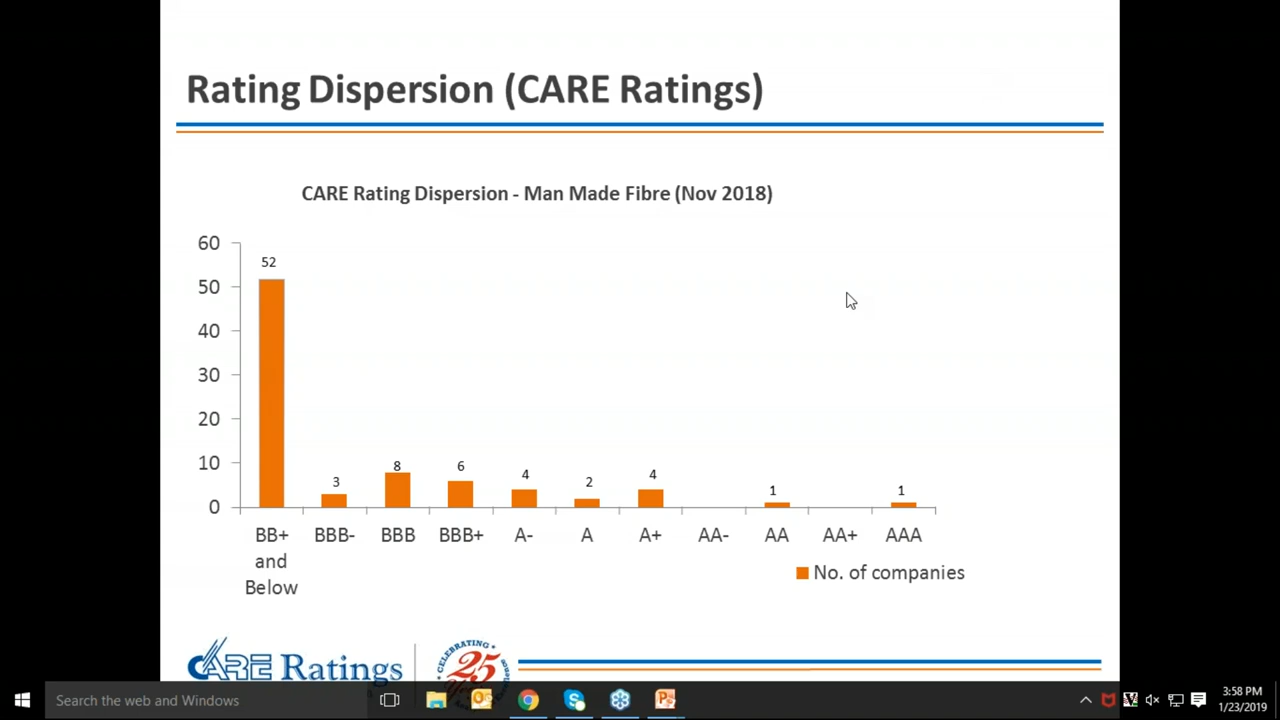 Rating Dispersion (CARE Ratings)
CARE Rating Dispersion - Man Made Fibre (Nov 2018)
60
50
40
30
20
10
0
52
3
8
6
4
2
4
1
1
BB+ and Below
BBB-
BBB
BBB+
A-
A
A+
AA-
AA
AA+
AAA
No. of companies
CARE Ratings
CELEBRATING
25
Search the web and Windows
3:58 PM
1/23/2019